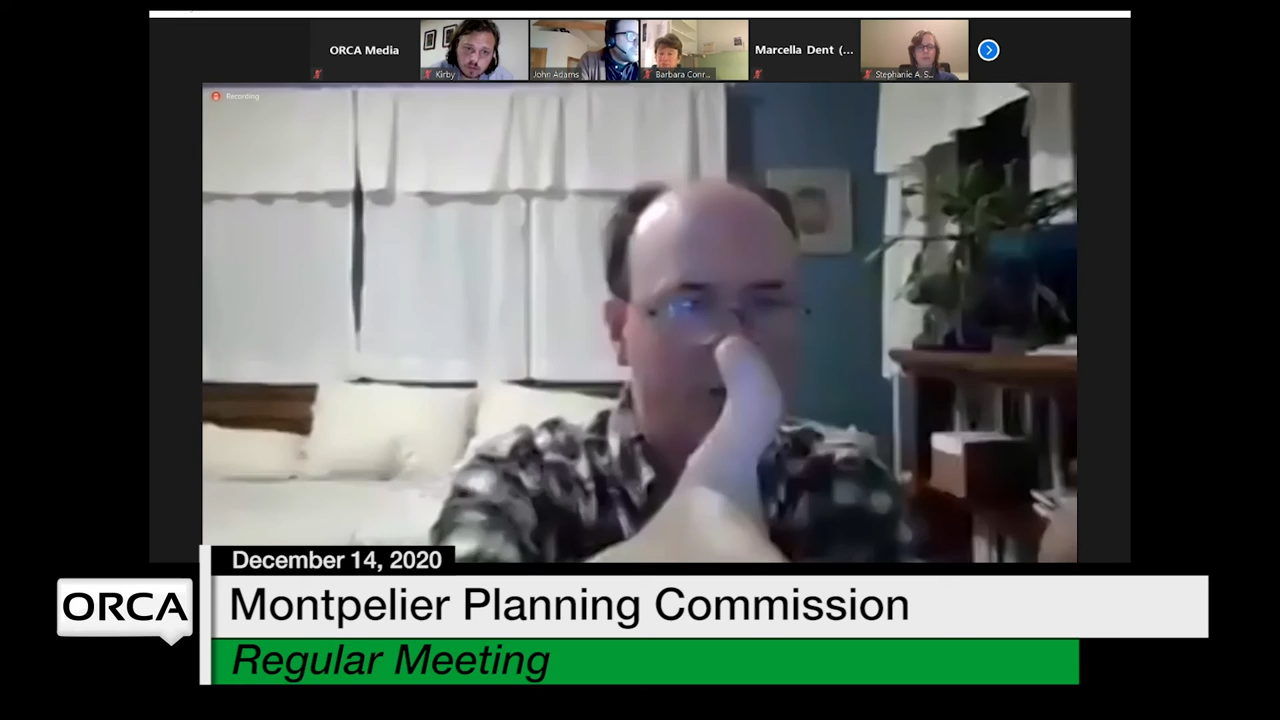 ORCA Media
Kirby
John Adams
Barbara Conr...
Marcella Dent (...
Stephanie A. S...
Recording
December 14, 2020
ORCA
Montpelier Planning Commission
Regular Meeting